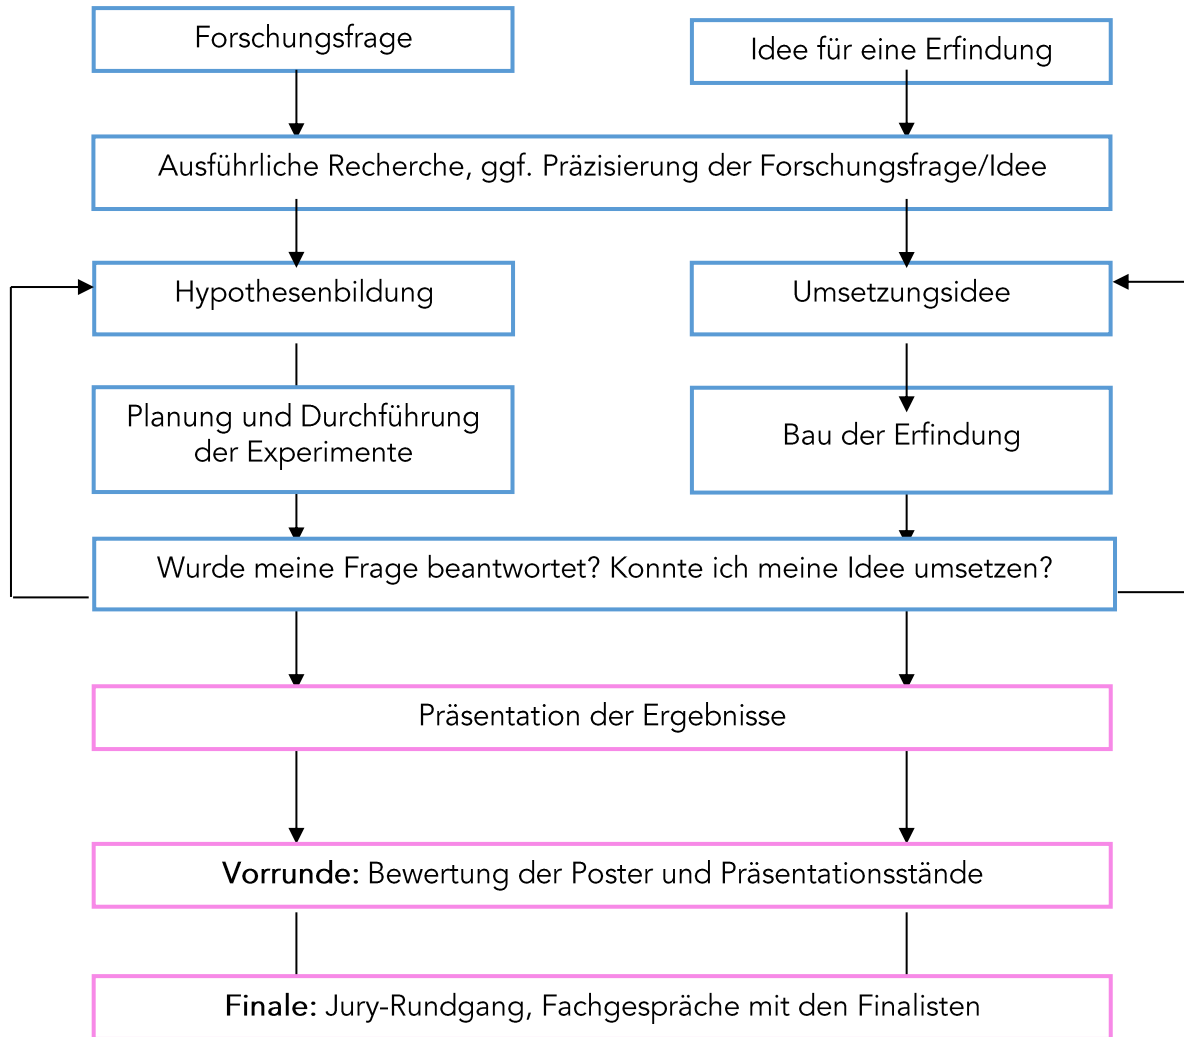 Forschungsfrage
Idee für eine Erfindung
Ausführliche Recherche, ggf. Präzisierung der Forschungsfrage/Idee
Hypothesenbildung
Umsetzungsidee
Planung und Durchführung
der Experimente
Bau der Erfindung
Wurde meine Frage beantwortet? Konnte ich meine Idee umsetzen?
Präsentation der Ergebnisse
Vorrunde: Bewertung der Poster und Präsentationsstände
Finale: Jury-Rundgang, Fachgespräche mit den Finalisten